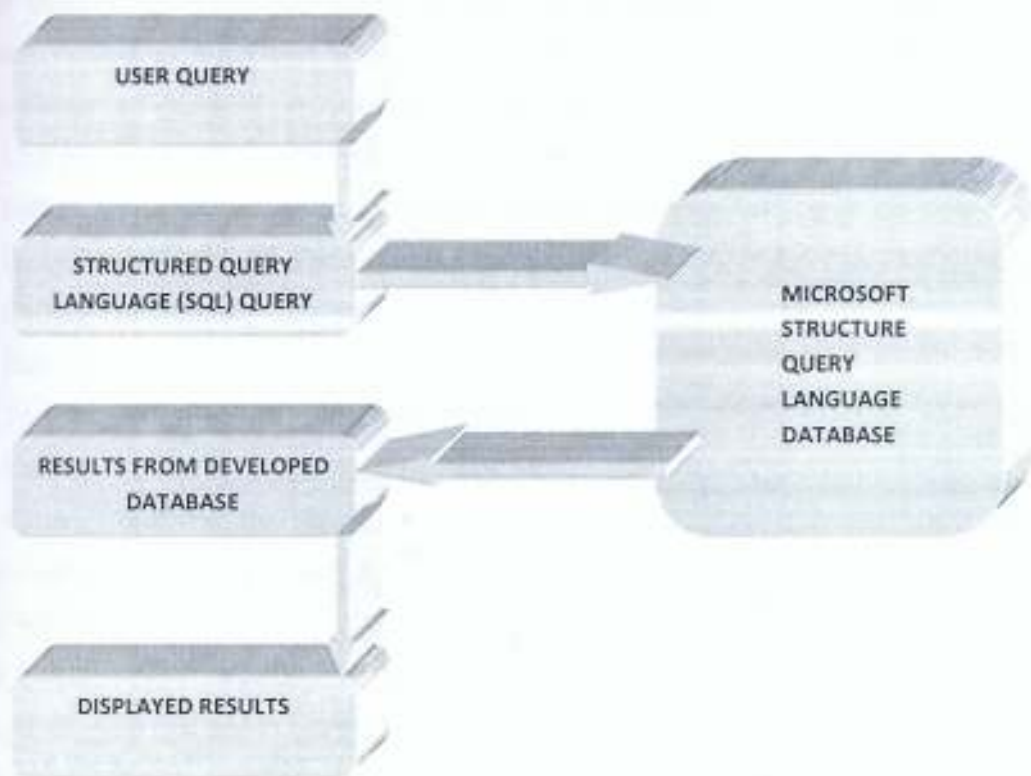 USER QUERY
STRUCTURED QUERY
LANGUAGE (SQL) QUERY
MICROSOFT
STRUCTURE
QUERY
LANGUAGE
DATABASE
RESULTS FROM DEVELOPED
DATABASE
DISPLAYED RESULTS